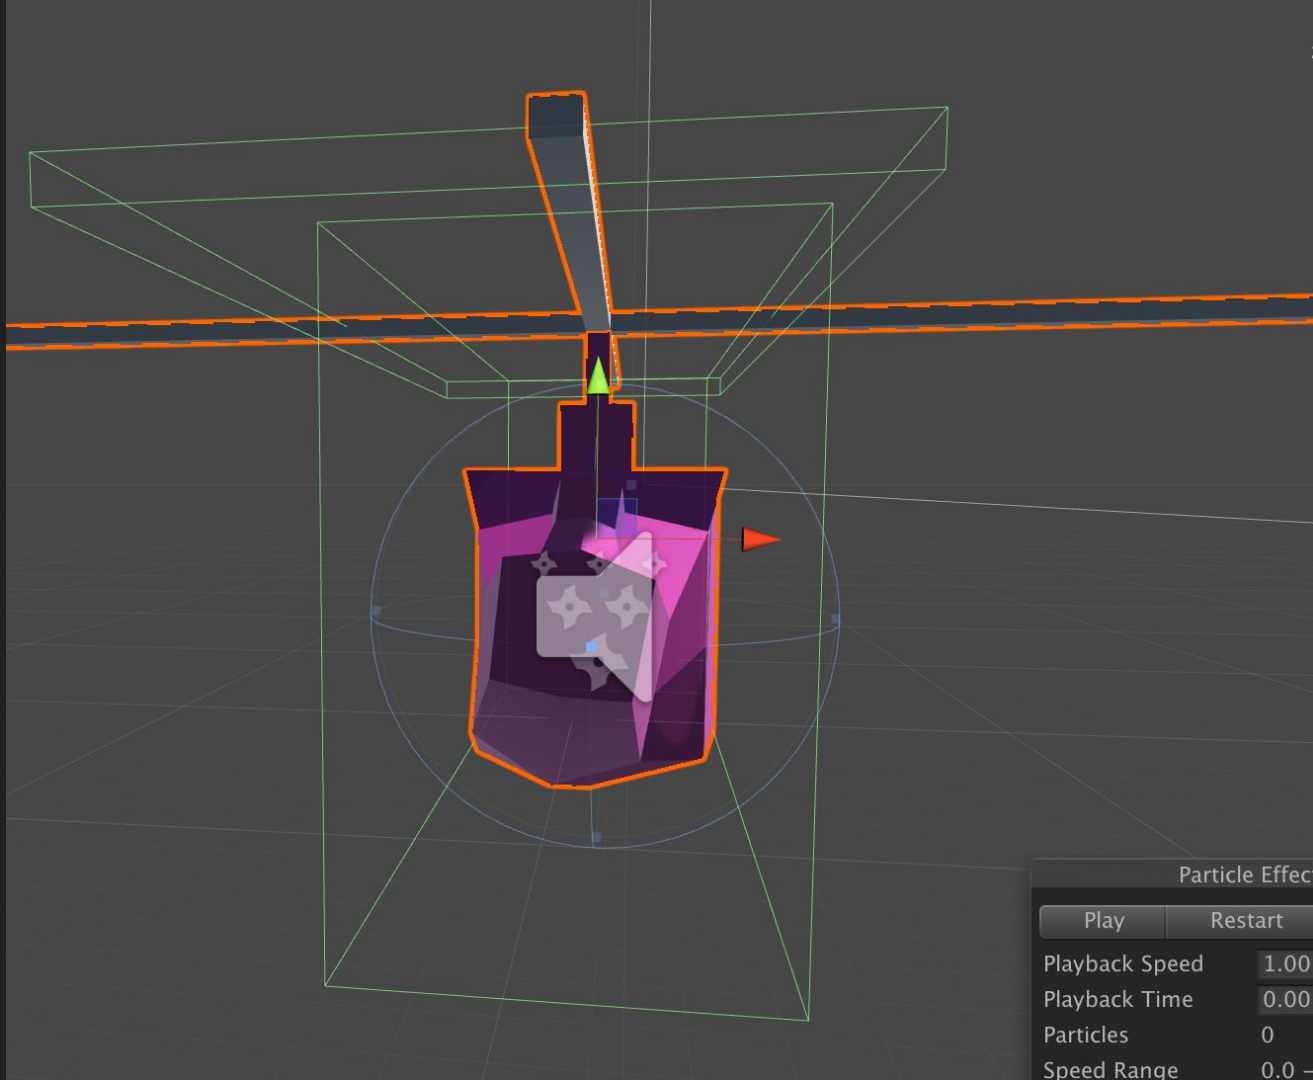 Particle Effec
Play Restart
Playback Speed 1.00
Playback Time 0.00
Particles 0
Speed Range 0.0 –